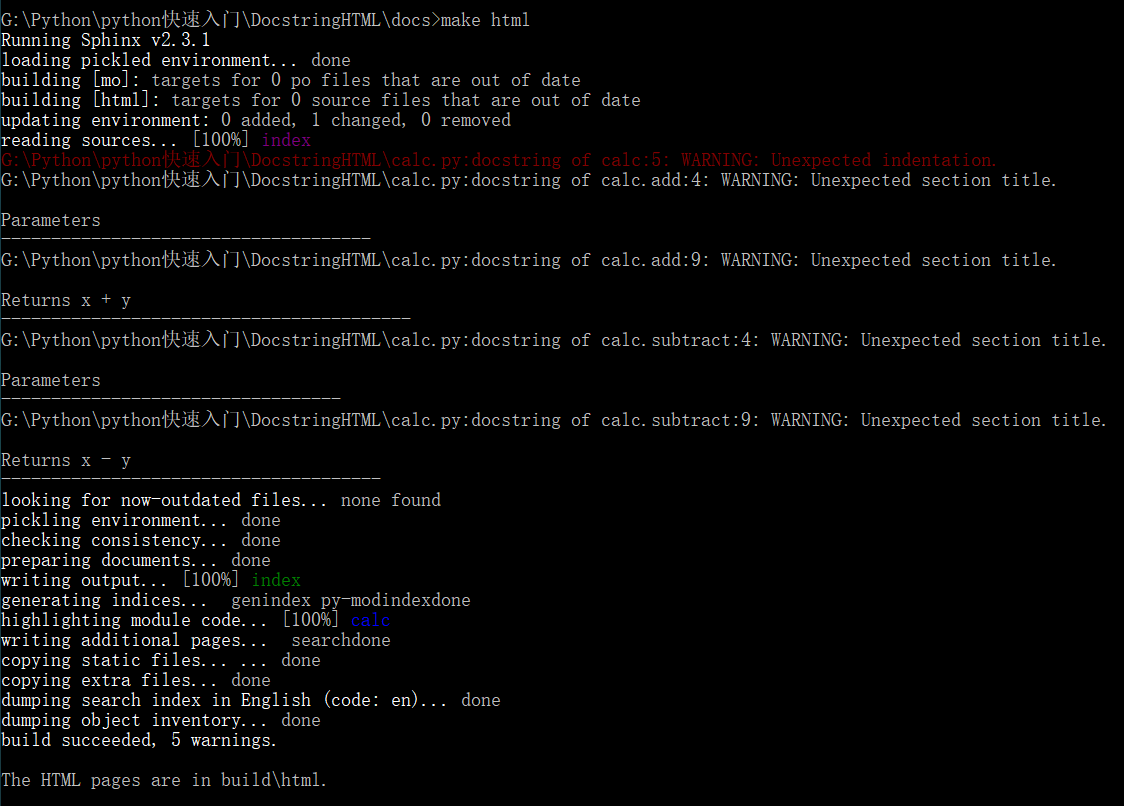 G:\Python\python快速入门\DocstringHTML\docs>make html
Running Sphinx v2.3.1
loading pickled environment... done
building [mo]: targets for 0 po files that are out of date
building [html]: targets for 0 source files that are out of date
updating environment: 0 added, 1 changed, 0 removed
reading sources... [100%] index
G:\Python\python快速入门\DocstringHTML\calc.py:docstring of calc:5: WARNING: Unexpected indentation.
G:\Python\python快速入门\DocstringHTML\calc.py:docstring of calc.add:4: WARNING: Unexpected section title.
Parameters
-------------------------------------
G:\Python\python快速入门\DocstringHTML\calc.py:docstring of calc.add:9: WARNING: Unexpected section title.
Returns x + y
-----------------------------------------
G:\Python\python快速入门\DocstringHTML\calc.py:docstring of calc.subtract:4: WARNING: Unexpected section title.
Parameters
----------------------------------
G:\Python\python快速入门\DocstringHTML\calc.py:docstring of calc.subtract:9: WARNING: Unexpected section title.
Returns x - y
--------------------------------------
looking for now-outdated files... none found
pickling environment... done
checking consistency... done
preparing documents... done
writing output... [100%] index
generating indices...  genindex py-modindexdone
highlighting module code... [100%] calc
writing additional pages...  searchdone
copying static files... ... done
copying extra files... done
dumping search index in English (code: en)... done
dumping object inventory... done
build succeeded, 5 warnings.
The HTML pages are in build\html.